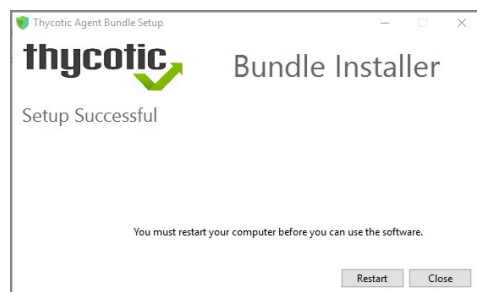 Thycotic Agent Bundle Setup
thycotic
Bundle Installer
Setup Successful
You must restart your computer before you can use the software.
Restart Close